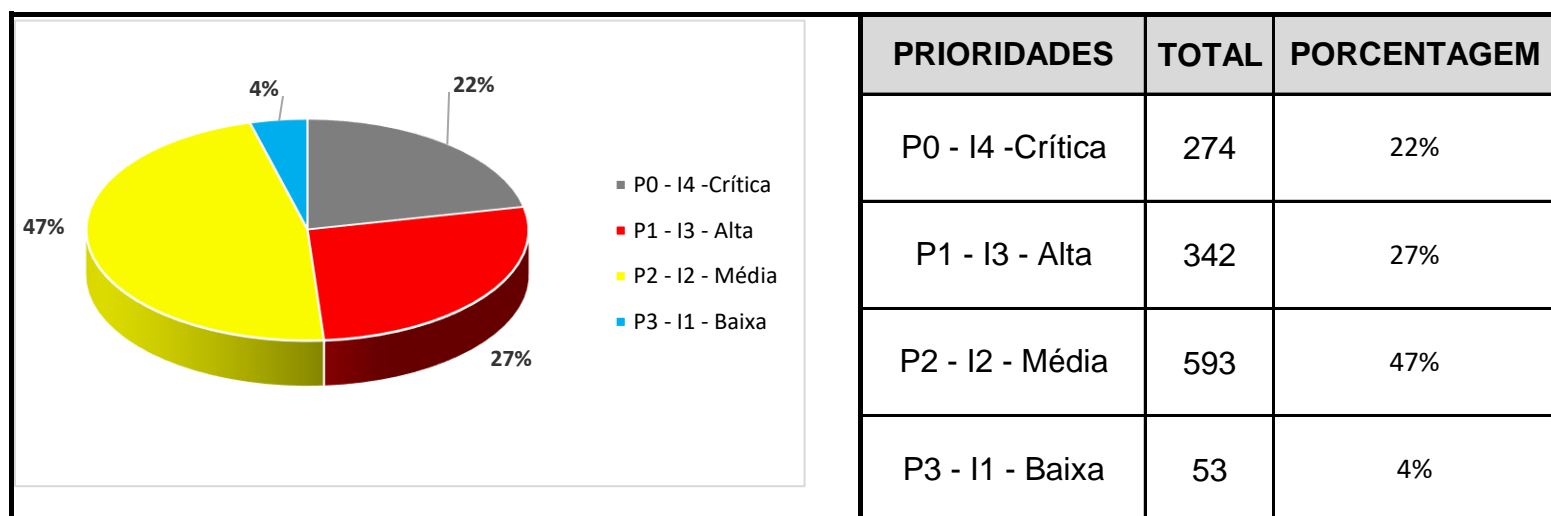 4%
22%
47%
27%
P0 - I4 -Crítica
P1 - I3 - Alta
P2 - I2 - Média
P3 - I1 - Baixa
PRIORIDADES TOTAL PORCENTAGEM
P0 - I4 -Crítica 274 22%
P1 - I3 - Alta 342 27%
P2 - I2 - Média 593 47%
P3 - I1 - Baixa 53 4%